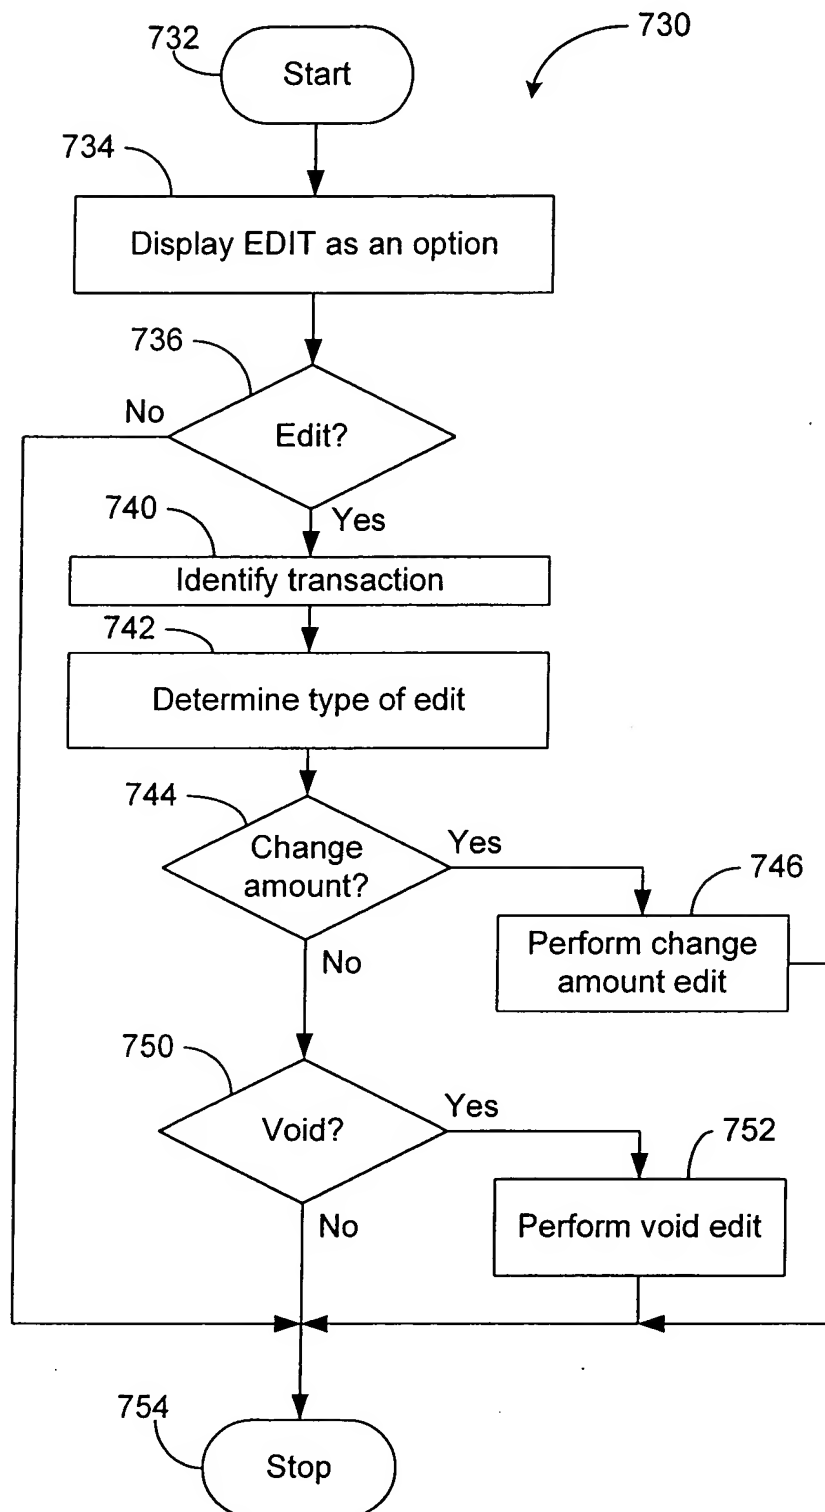 732
730
Start
734
Display EDIT as an option
736
No
Edit?
740
Yes
Identify transaction
742
Determine type of edit
744
Yes
Change
amount?
746
Perform change
amount edit
No
750
Yes
Void?
752
No
Perform void edit
754
Stop